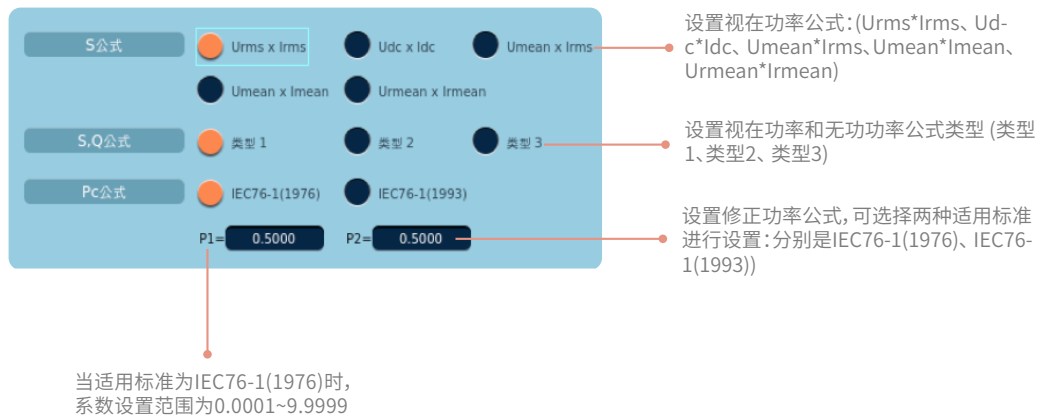 S公式
Urms x Irms
Udc x Idc
Umean x Irms
Umean x Imean
Urmean x Irmean
S,Q公式
类型 1
类型 2
类型 3
Pc公式
IEC76-1(1976)
IEC76-1(1993)
P1=
0.5000
P2=
0.5000
设置视在功率公式：(Urms*Irms、Ud-
c*Idc、Umean*Irms、Umean*Imean、
Urmean*Irmean)
设置视在功率和无功功率公式类型 (类型
1、类型2、类型3)
设置修正功率公式，可选择两种适用标准
进行设置：分别是IEC76-1(1976)、IEC76-
1(1993))
当适用标准为IEC76-1(1976)时，
系数设置范围为0.0001~9.9999